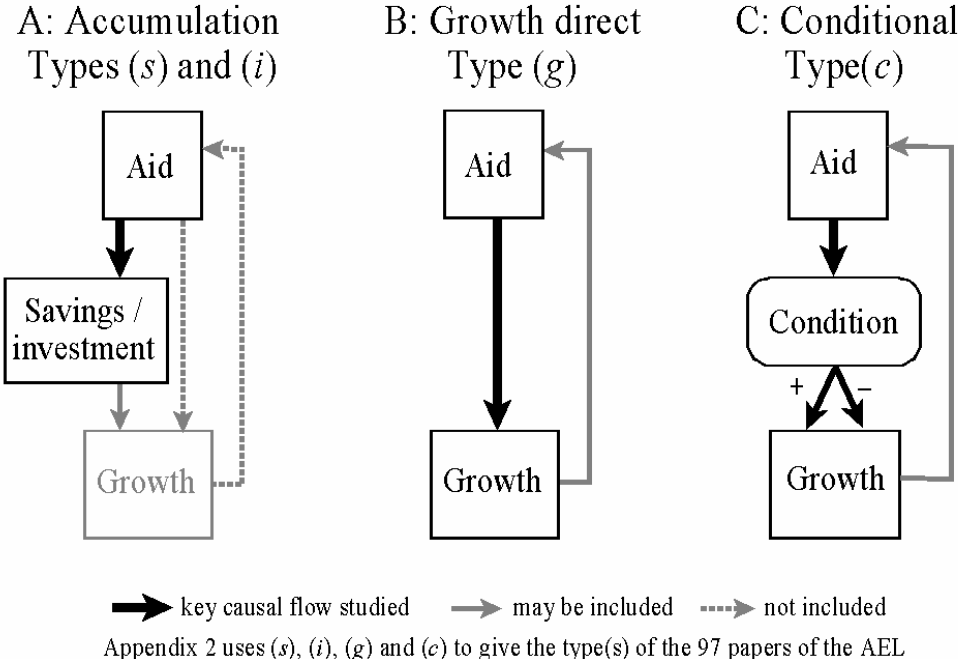 A: Accumulation
Types (s) and (i)
Aid
Savings /
investment
Growth
B: Growth direct
Type (g)
Aid
Growth
C: Conditional
Type(c)
Aid
Condition
+ –
Growth
key causal flow studied
may be included
not included
Appendix 2 uses (s), (i), (g) and (c) to give the type(s) of the 97 papers of the AEL